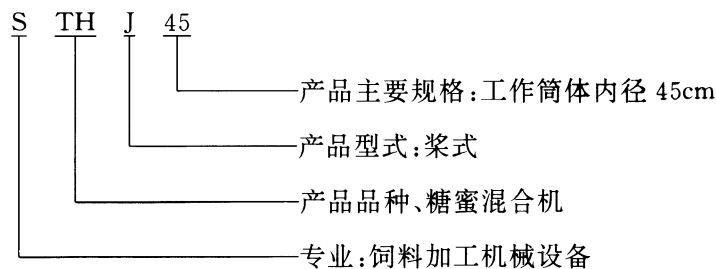 S TH J 45
产品主要规格:工作筒体内径 45cm
产品型式:桨式
产品品种、糖蜜混合机
专业:饲料加工机械设备